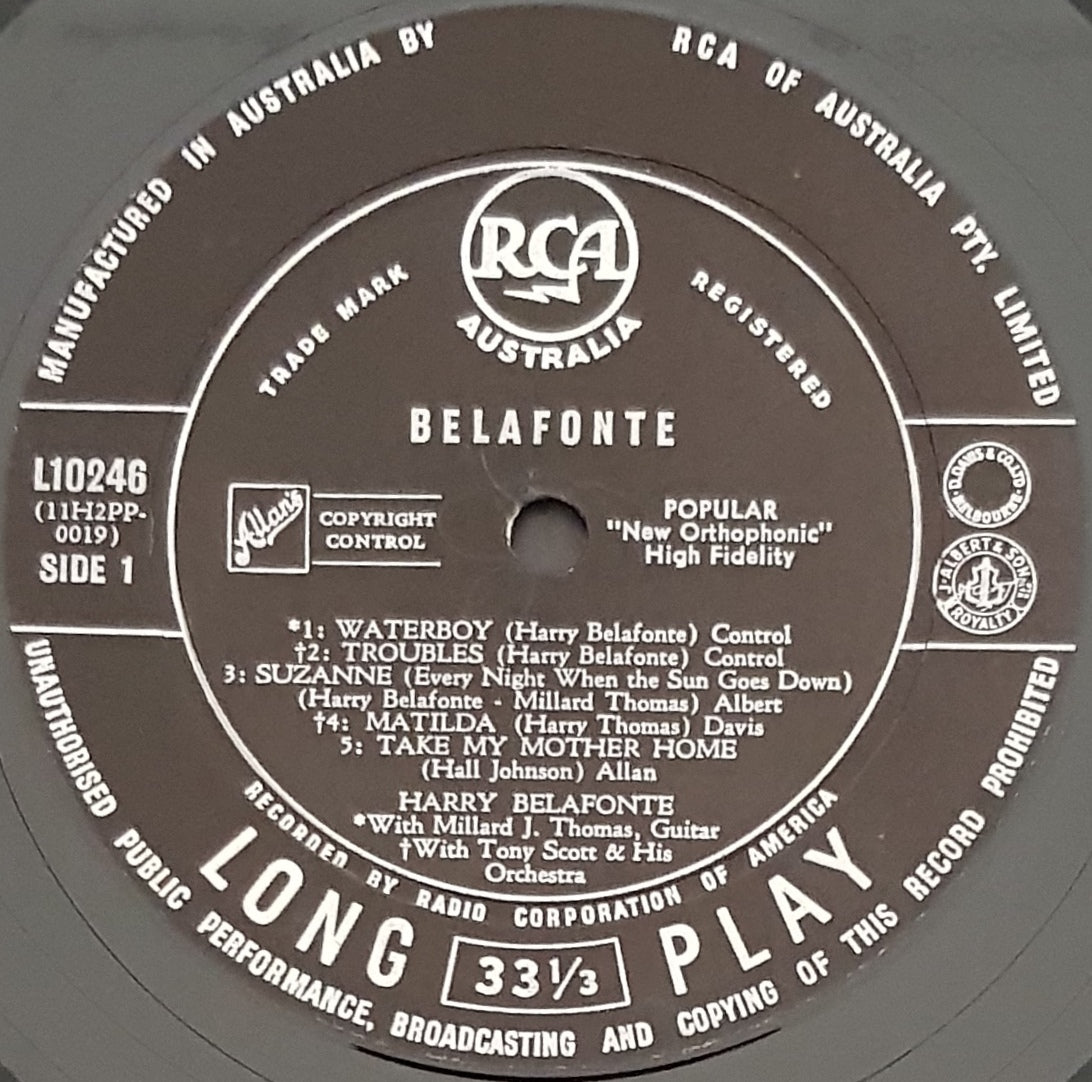 MANUFACTURED IN AUSTRALIA BY
RCA OF AUSTRALIA PTY. LIMITED
RCA
AUSTRALIA
TRADE MARK
REGISTERED
BELAFONTE
L10246
(11H2PP-
0019)
SIDE 1
Allan's
COPYRIGHT
CONTROL
POPULAR
"New Orthophonic"
High Fidelity
D. DAVIS & CO. LTD
MELBOURNE
J. ALBERT & SON PTY LTD
ROYALTY
*1: WATERBOY (Harry Belafonte) Control
†2: TROUBLES (Harry Belafonte) Control
3: SUZANNE (Every Night When the Sun Goes Down)
(Harry Belafonte - Millard Thomas) Albert
†4: MATILDA (Harry Thomas) Davis
5: TAKE MY MOTHER HOME
(Hall Johnson) Allan
HARRY BELAFONTE
*With Millard J. Thomas, Guitar
†With Tony Scott & His
Orchestra
RECORDED BY RADIO CORPORATION OF AMERICA
LONG PLAY
33 1/3
UNAUTHORISED PUBLIC PERFORMANCE, BROADCASTING AND COPYING OF THIS RECORD PROHIBITED